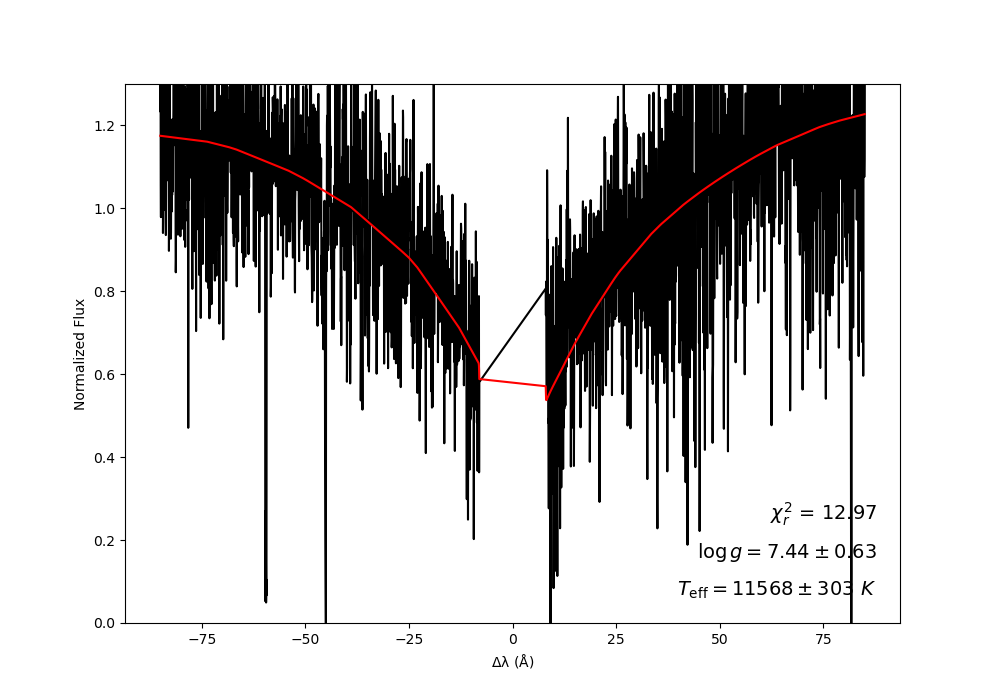 1.2
1.0
0.8
0.6
0.4
0.2
0.0
Normalized Flux
χ²ᵣ = 12.97
log g = 7.44 ± 0.63
T_eff = 11568 ± 303 K
−75 −50 −25 0 25 50 75
Δλ (Å)